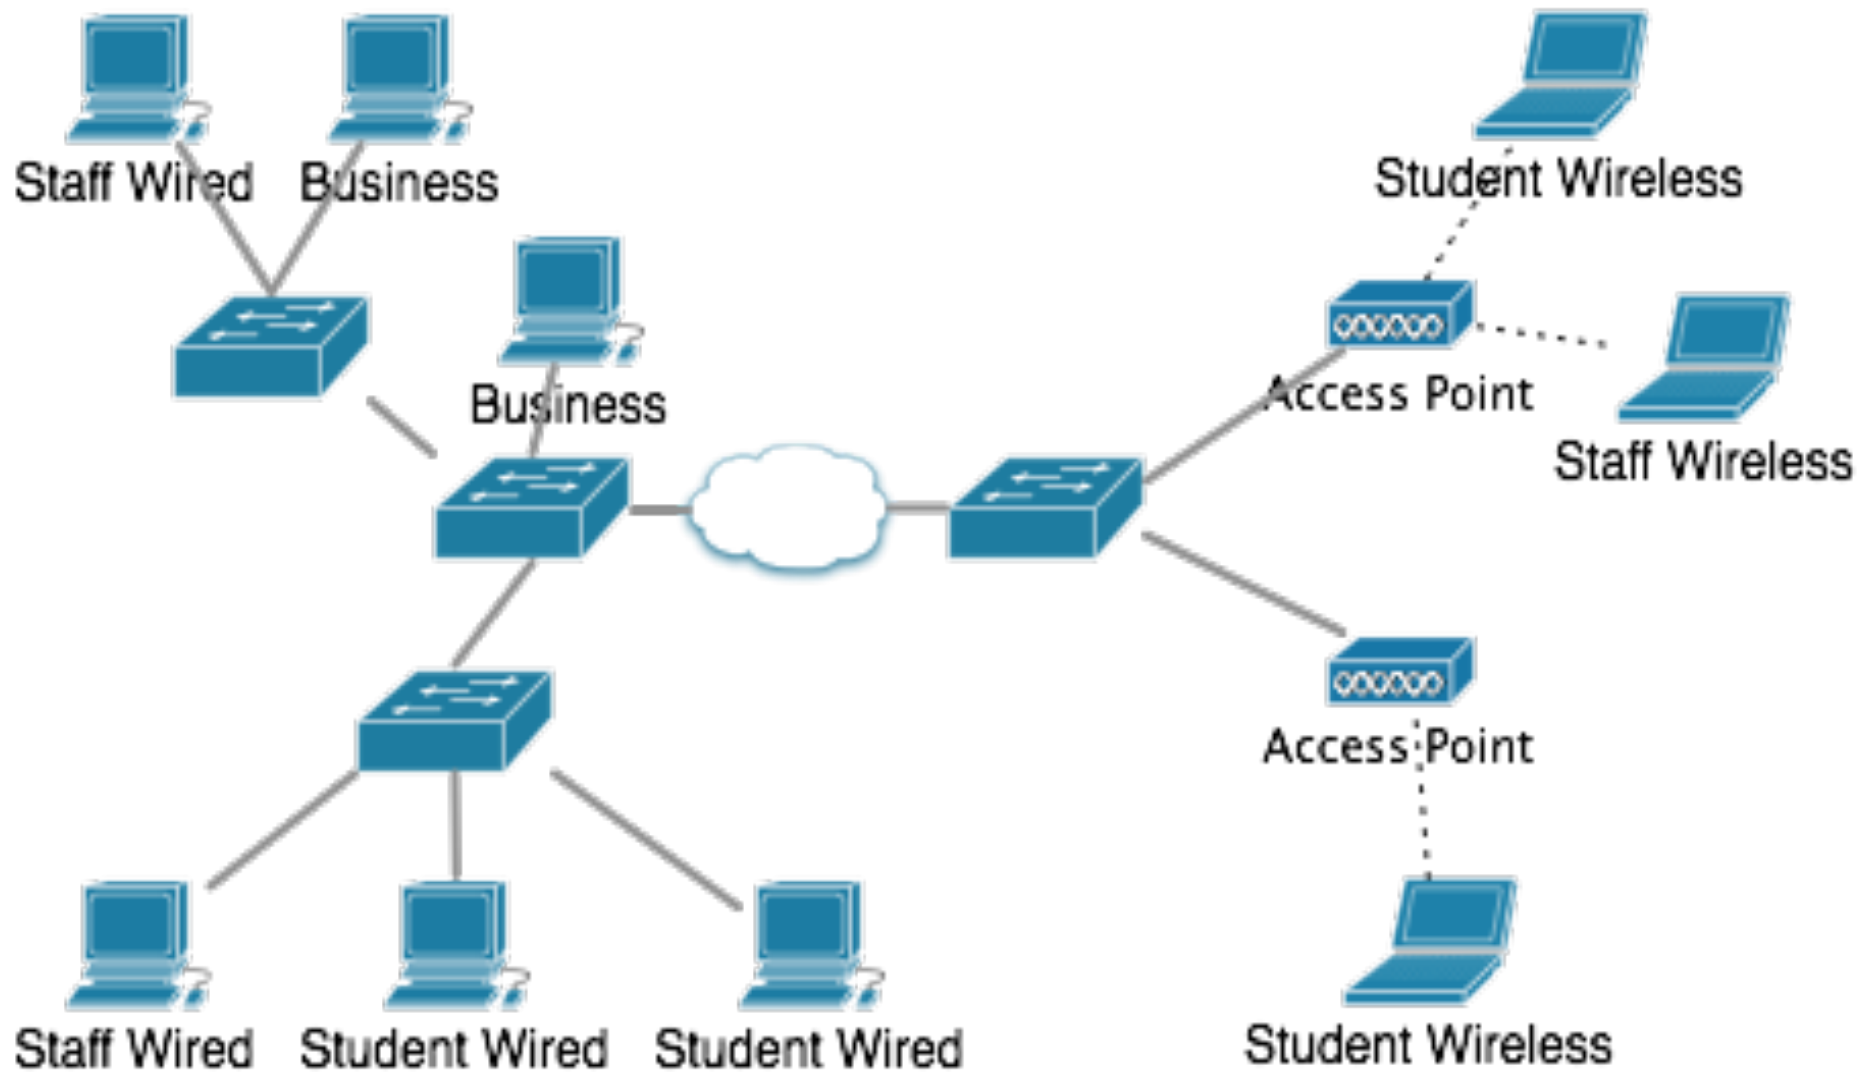 Staff Wired
Business
Student Wireless
Business
Access Point
Staff Wireless
Access Point
Staff Wired
Student Wired
Student Wired
Student Wireless